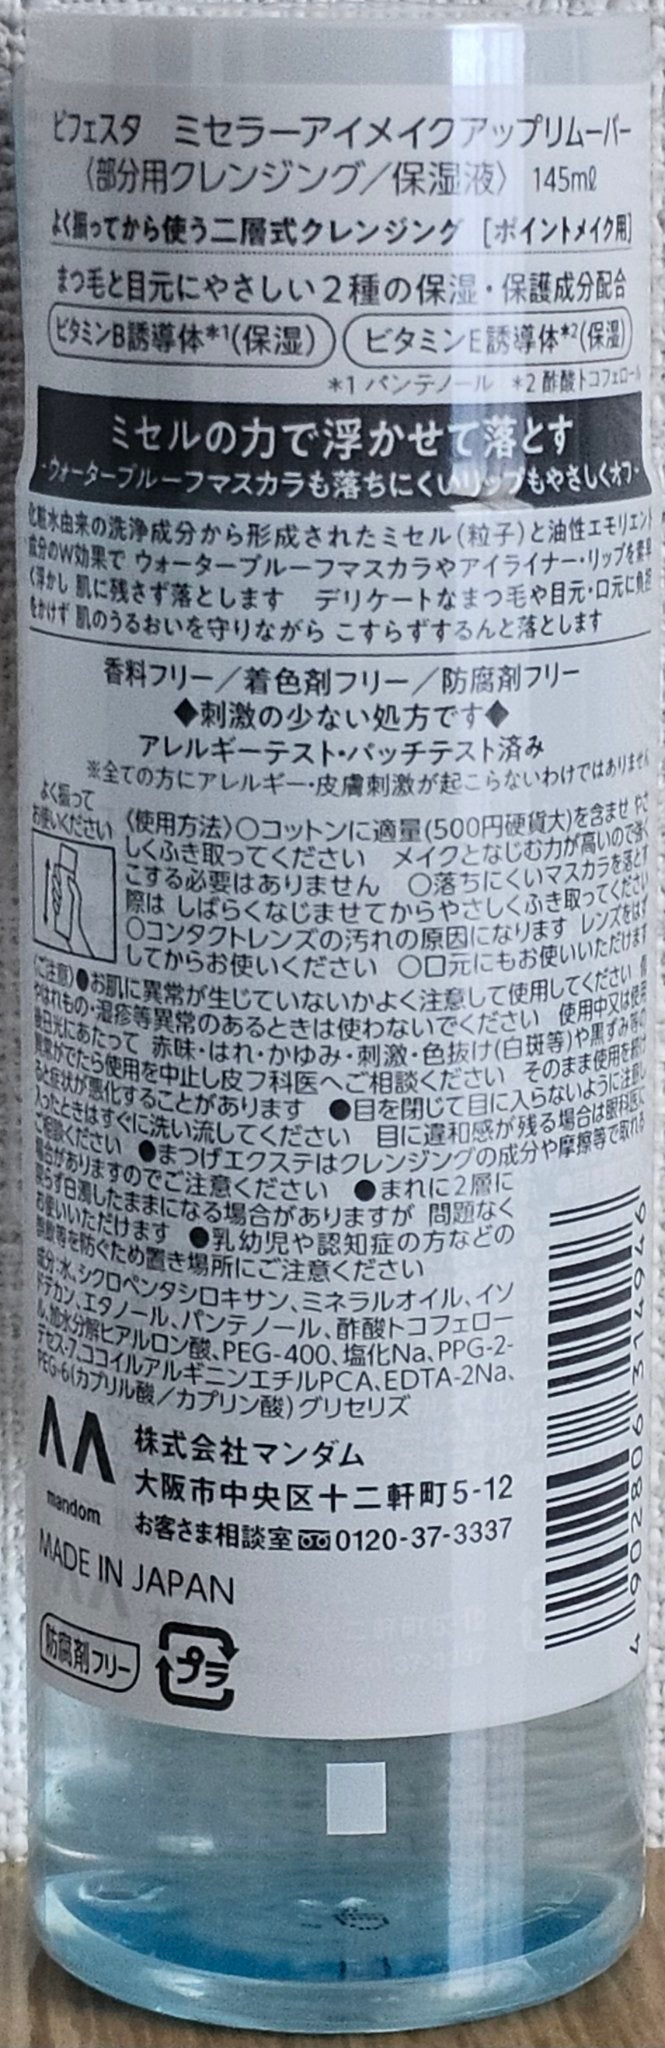 ビフェスタ ミセラーアイメイクアップリムーバー
〈部分用クレンジング／保湿液〉 145mℓ
よく振ってから使う二層式クレンジング [ポイントメイク用]
まつ毛と目元にやさしい2種の保湿・保護成分配合
ビタミンB誘導体*1(保湿) ビタミンE誘導体*2(保湿)
*1 パンテノール *2 酢酸トコフェロール
ミセルの力で浮かせて落とす
-ウォータープルーフマスカラも落ちにくいリップもやさしくオフ-
化粧水由来の洗浄成分から形成されたミセル(粒子)と油性エモリエント
成分のW効果で ウォータープルーフマスカラやアイライナー・リップを素早
く浮かし 肌に残さず落とします デリケートなまつ毛や目元・口元に負担
をかけず 肌のうるおいを守りながら こすらずするんと落とします
香料フリー／着色剤フリー／防腐剤フリー
◆刺激の少ない処方です◆
アレルギーテスト・パッチテスト済み
※全ての方にアレルギー・皮膚刺激が起こらないわけではありません
よく振って
お使いください
《使用方法》○コットンに適量(500円硬貨大)を含ませ やさ
しくふき取ってください メイクとなじむ力が高いので強く
こする必要はありません ○落ちにくいマスカラを落とす
際は しばらくなじませてからやさしくふき取ってください
○コンタクトレンズの汚れの原因になります レンズをはず
してからお使いください ○口元にもお使いいただけます
《ご注意》●お肌に異常が生じていないかよく注意して使用してください 傷
やはれもの・湿疹等異常のあるときは使わないでください 使用中又は使用
後日光にあたって 赤味・はれ・かゆみ・刺激・色抜け(白斑等)や黒ずみ等の
異常がでたら使用を中止し皮フ科医へご相談ください そのまま使用を続け
ると症状が悪化することがあります ●目を閉じて目に入らないように注意し
入ったときはすぐに洗い流してください 目に違和感が残る場合は眼科医に
ご相談ください ●まつげエクステはクレンジングの成分や摩擦等で取れる
場合がありますのでご注意ください ●まれに2層に
戻らず白濁したままになる場合がありますが 問題なく
お使いいただけます ●乳幼児や認知症の方などの
誤飲等を防ぐため置き場所にご注意ください
成分:水、シクロペンタシロキサン、ミネラルオイル、イソ
ドデカン、エタノール、パンテノール、酢酸トコフェロー
ル、加水分解ヒアルロン酸、PEG-400、塩化Na、PPG-2-
デセス-7、ココイルアルギニンエチルPCA、EDTA-2Na、
PEG-6(カプリル酸／カプリン酸)グリセリズ
mandom
株式会社マンダム
大阪市中央区十二軒町5-12
お客さま相談室 0120-37-3337
MADE IN JAPAN
防腐剤フリー
プラ
4 902806 314946